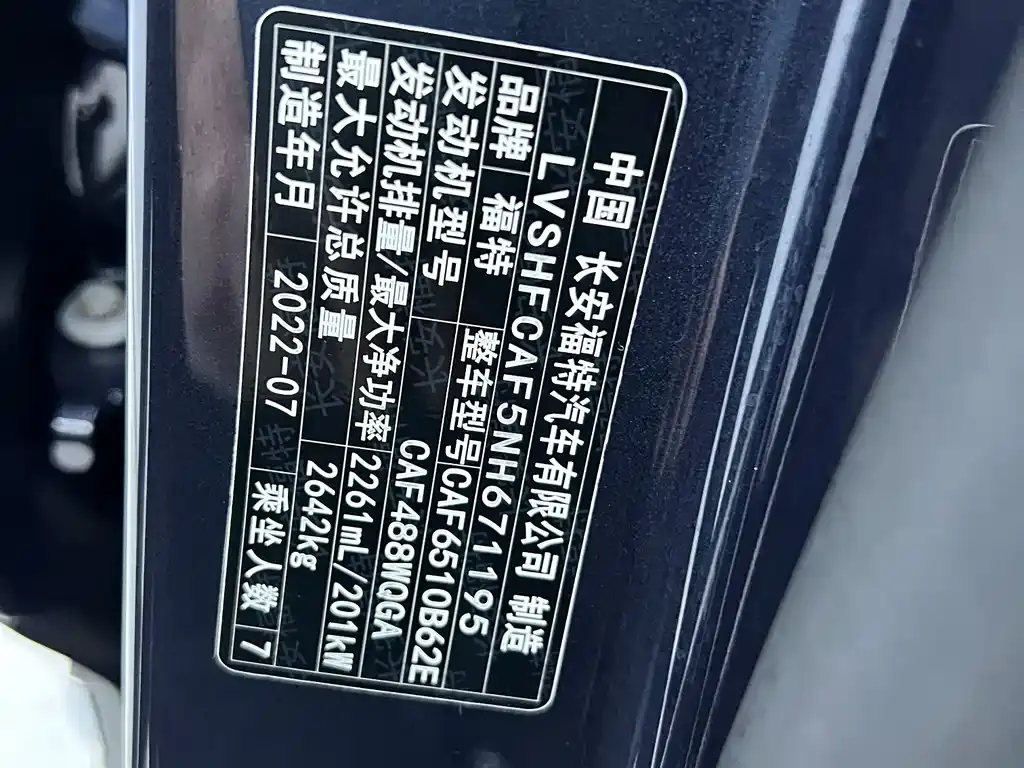 中国 长安福特汽车有限公司 制造
LVSHFCAF5NH671195
品牌 福特 整车型号 CAF6510B62E
发动机型号 CAF488WQGA
发动机排量/最大净功率 2261mL/201kW
最大允许总质量 2642kg
制造年月 2022-07 乘坐人数 7